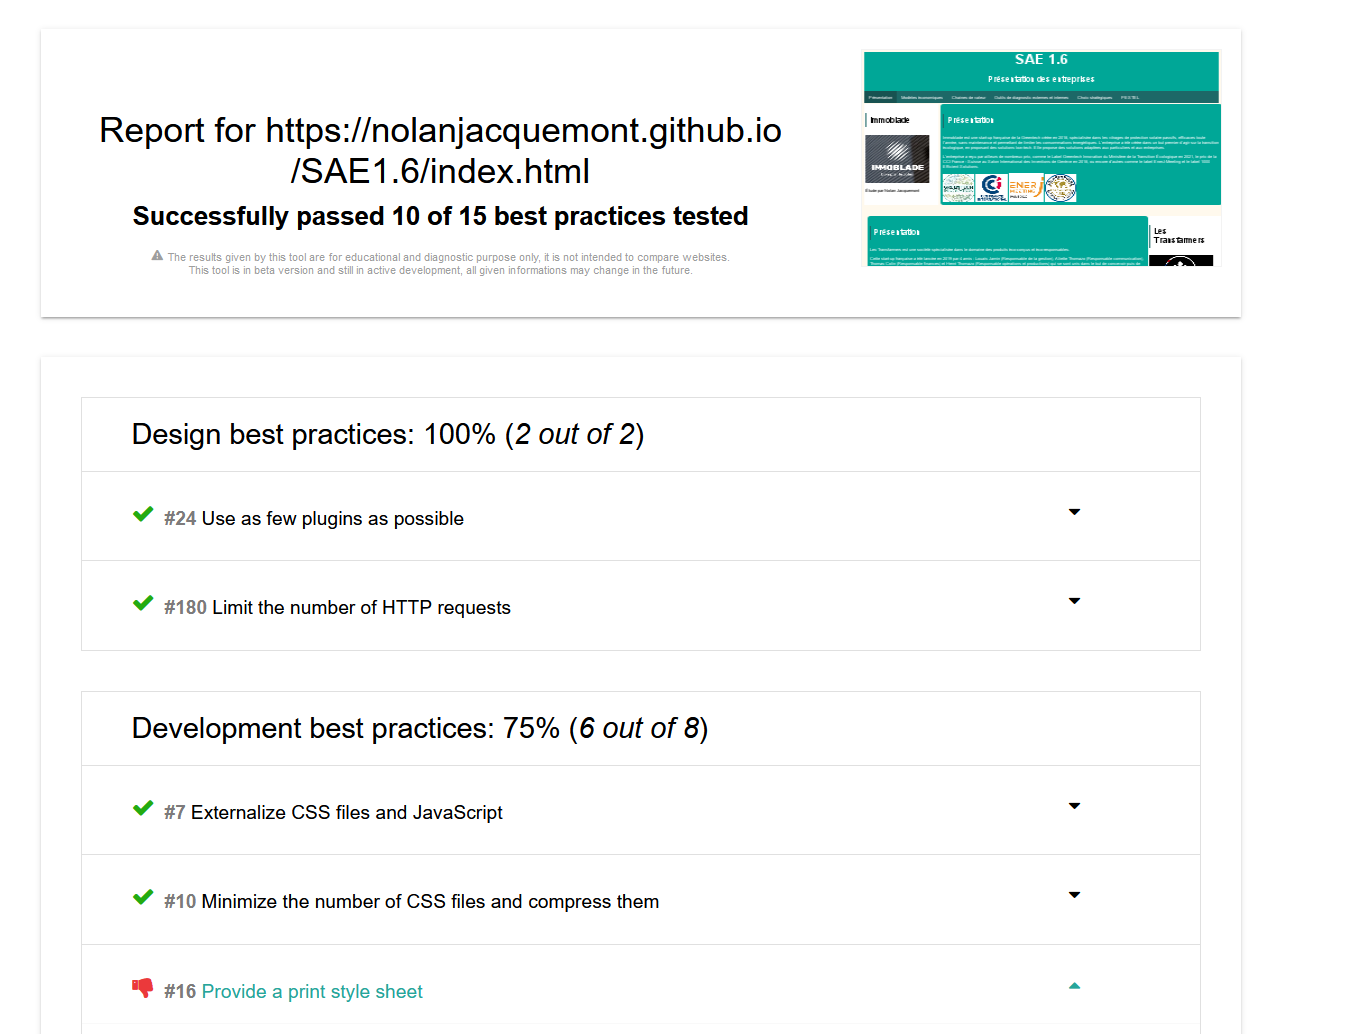 Report for https://nolanjacquemont.github.io
/SAE1.6/index.html
Successfully passed 10 of 15 best practices tested
The results given by this tool are for educational and diagnostic purpose only, it is not intended to compare websites.
This tool is in beta version and still in active development, all given informations may change in the future.
SAE 1.6
Présentation des entreprises
Présentation
Immoblade
Présentation
IMMOBLADE
Etude par Nolan Jacquemont
Présentation
Les
Transfarmers
Design best practices: 100% (2 out of 2)
#24 Use as few plugins as possible
#180 Limit the number of HTTP requests
Development best practices: 75% (6 out of 8)
#7 Externalize CSS files and JavaScript
#10 Minimize the number of CSS files and compress them
#16 Provide a print style sheet